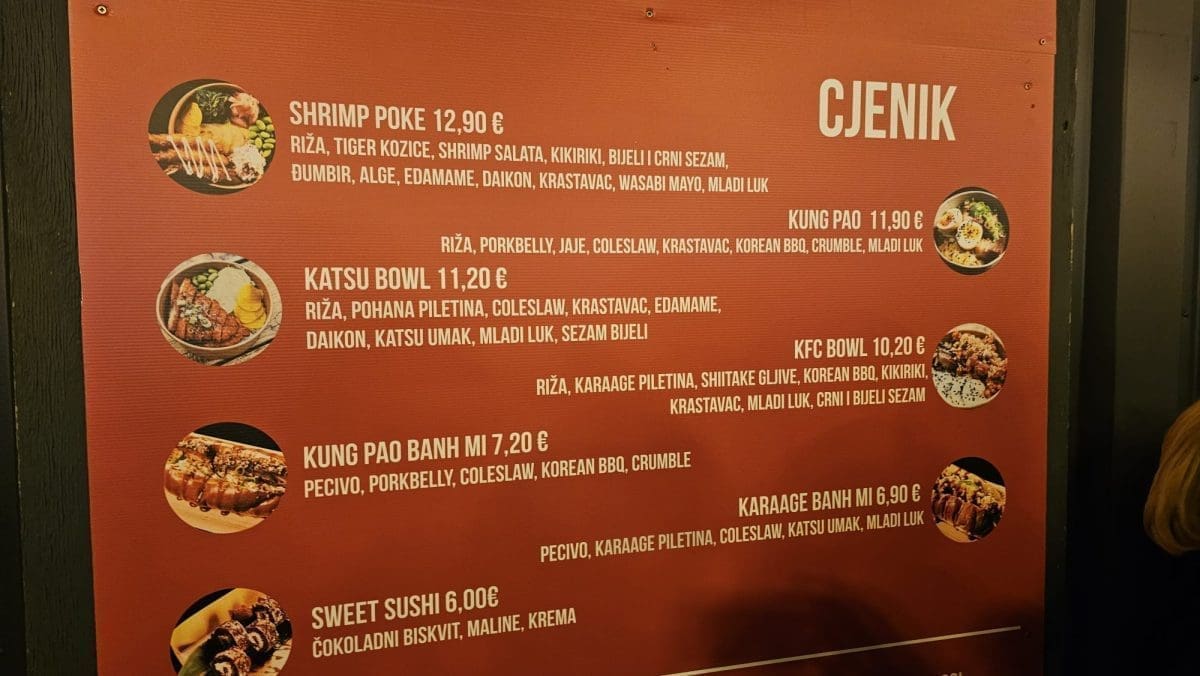 CJENIK
SHRIMP POKE 12,90 €
RIŽA, TIGER KOZICE, SHRIMP SALATA, KIKIRIKI, BIJELI I CRNI SEZAM,
ĐUMBIR, ALGE, EDAMAME, DAIKON, KRASTAVAC, WASABI MAYO, MLADI LUK
KUNG PAO 11,90 €
RIŽA, PORKBELLY, JAJE, COLESLAW, KRASTAVAC, KOREAN BBQ, CRUMBLE, MLADI LUK
KATSU BOWL 11,20 €
RIŽA, POHANA PILETINA, COLESLAW, KRASTAVAC, EDAMAME,
DAIKON, KATSU UMAK, MLADI LUK, SEZAM BIJELI
KFC BOWL 10,20 €
RIŽA, KARAAGE PILETINA, SHIITAKE GLJIVE, KOREAN BBQ, KIKIRIKI,
KRASTAVAC, MLADI LUK, CRNI I BIJELI SEZAM
KUNG PAO BANH MI 7,20 €
PECIVO, PORKBELLY, COLESLAW, KOREAN BBQ, CRUMBLE
KARAAGE BANH MI 6,90 €
PECIVO, KARAAGE PILETINA, COLESLAW, KATSU UMAK, MLADI LUK
SWEET SUSHI 6,00€
ČOKOLADNI BISKVIT, MALINE, KREMA